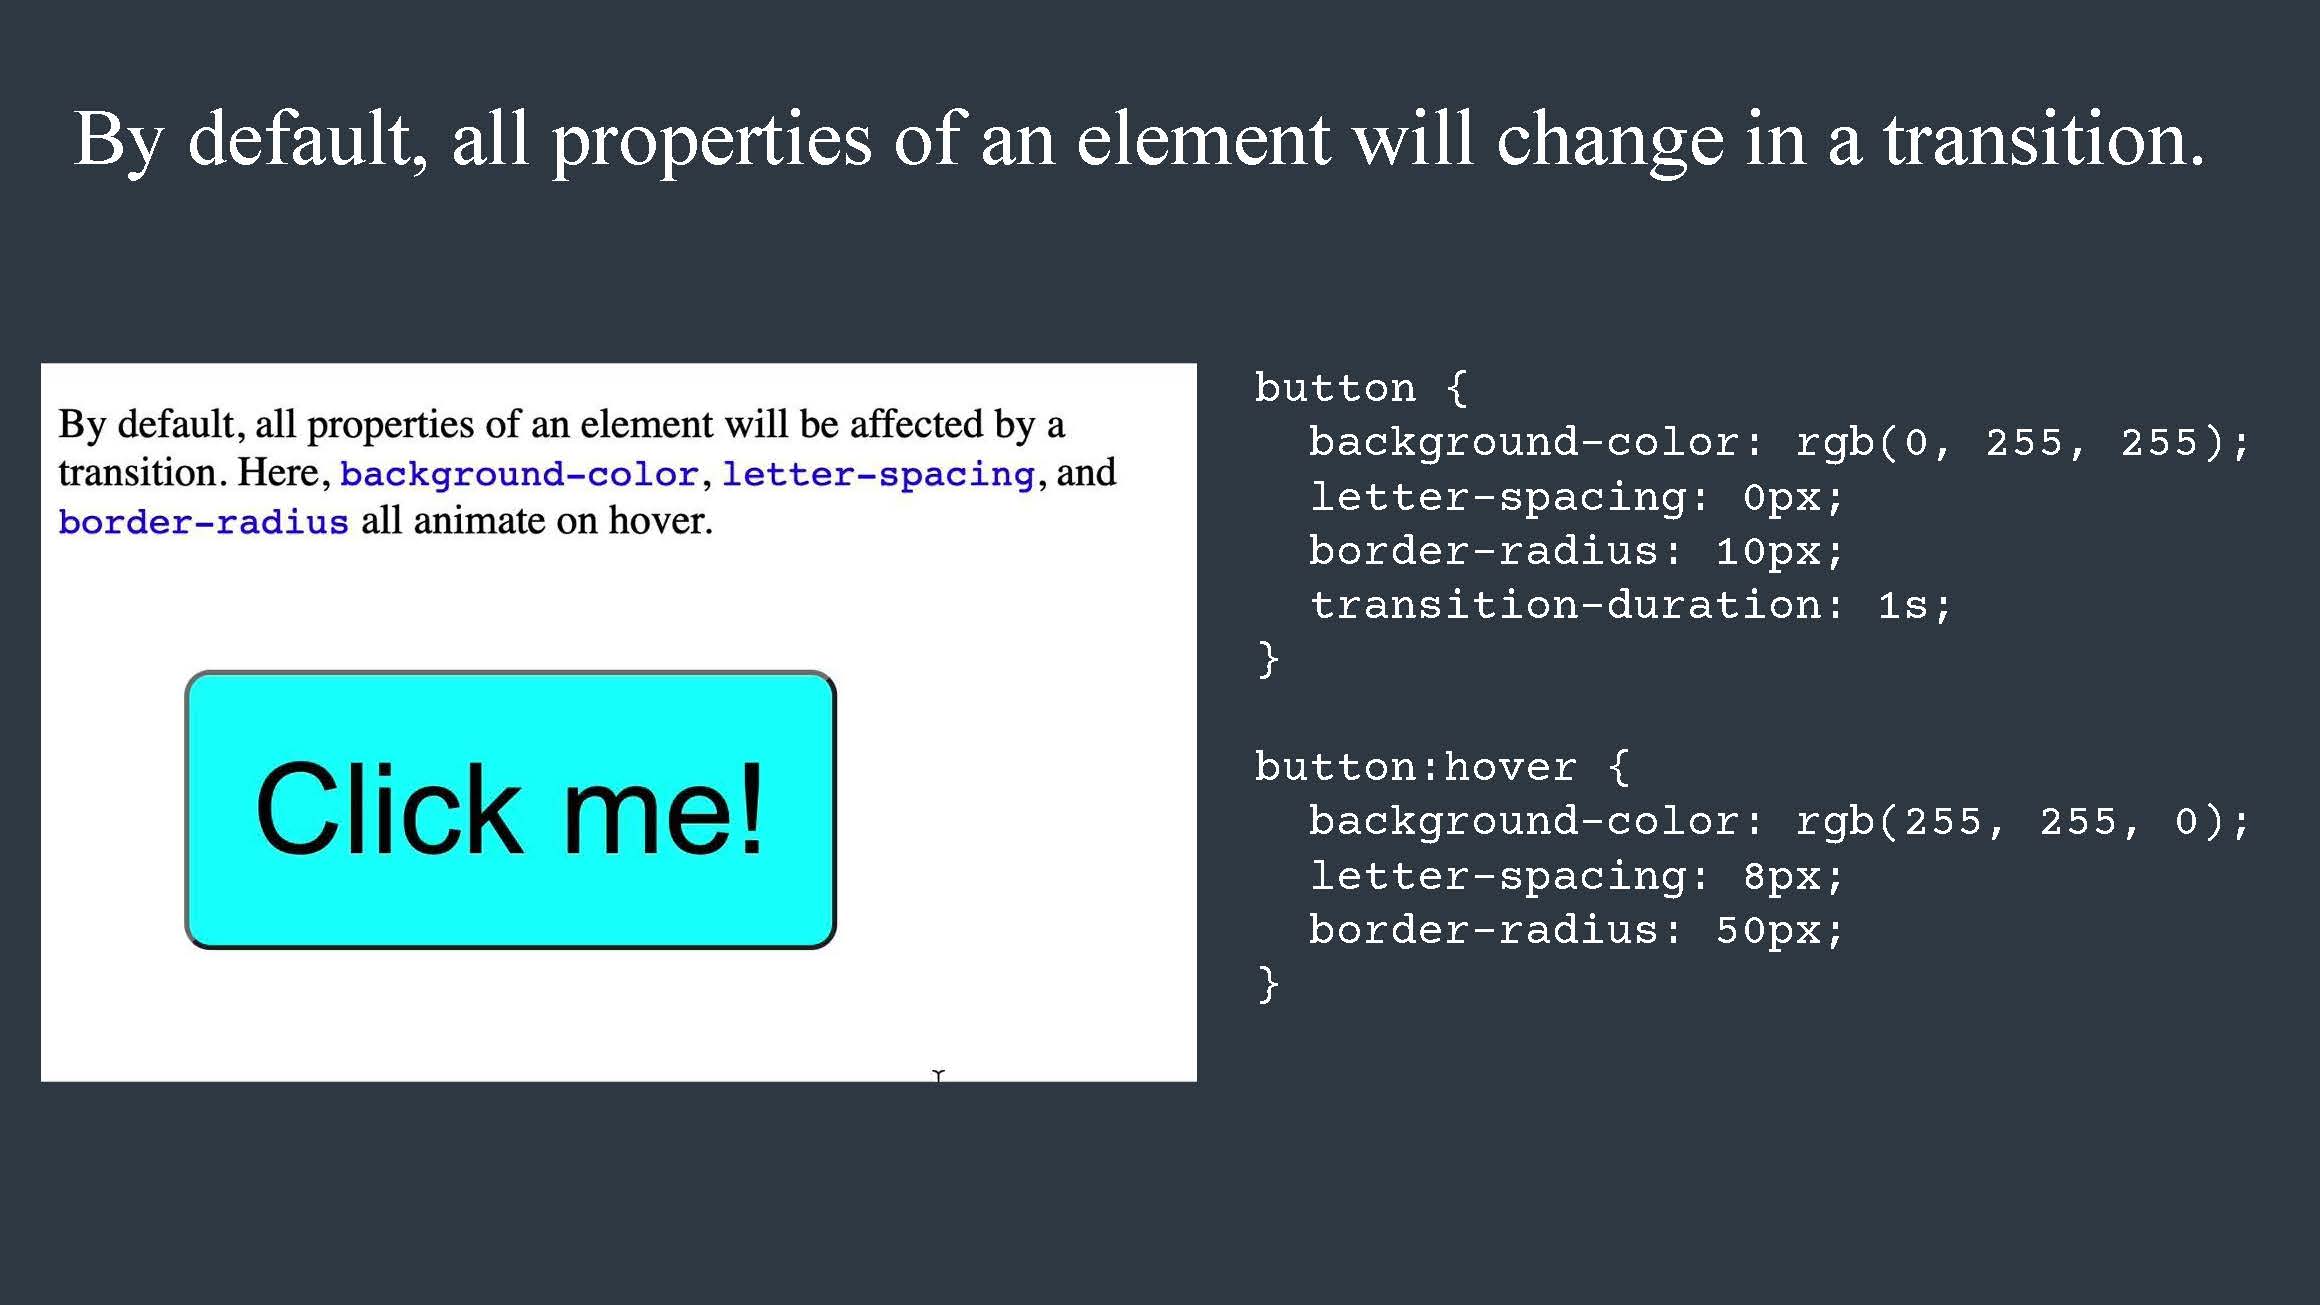 By default, all properties of an element will change in a transition.
By default, all properties of an element will be affected by a
transition. Here, background-color, letter-spacing, and
border-radius all animate on hover.
Click me!
button {
  background-color: rgb(0, 255, 255);
  letter-spacing: 0px;
  border-radius: 10px;
  transition-duration: 1s;
}
button:hover {
  background-color: rgb(255, 255, 0);
  letter-spacing: 8px;
  border-radius: 50px;
}